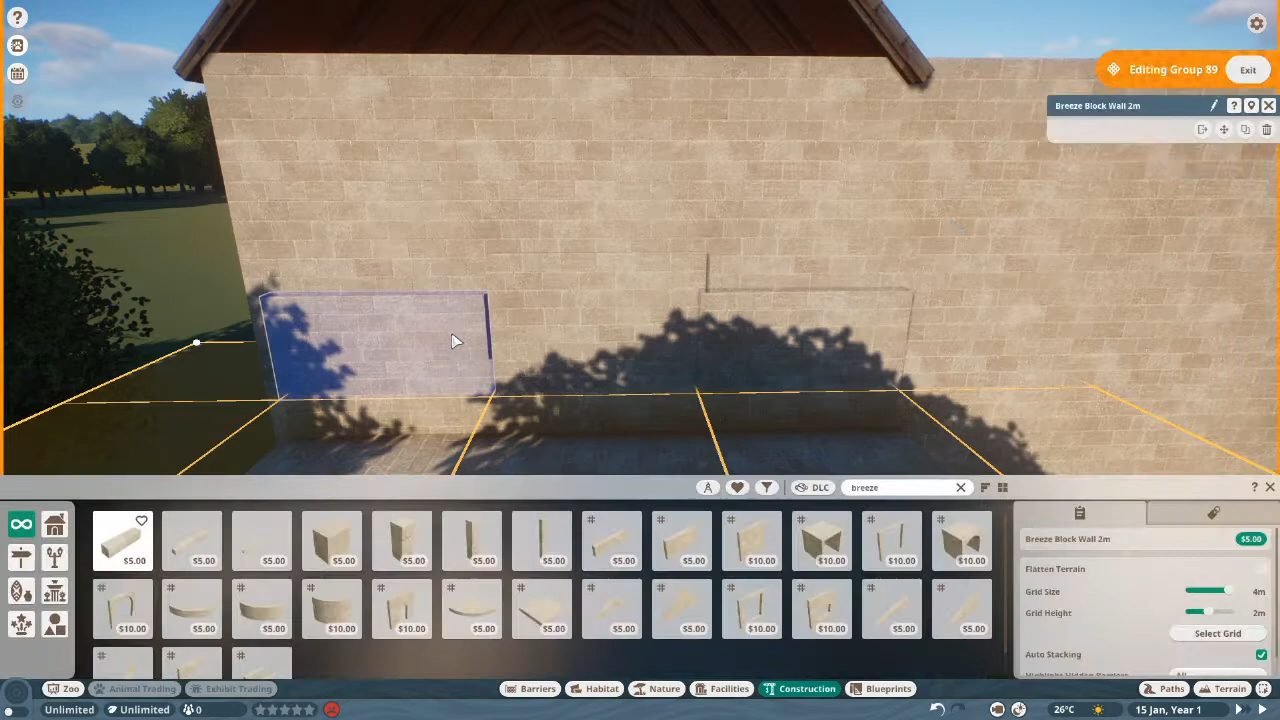 ?
Editing Group 89
Exit
Breeze Block Wall 2m
?
DLC
breeze
?
$5.00 $5.00 $5.00 $5.00 $5.00 $5.00 $5.00 $5.00 $5.00 $10.00 $10.00 $10.00 $10.00
$10.00 $5.00 $5.00 $10.00 $10.00 $5.00 $5.00 $5.00 $5.00 $10.00 $10.00 $5.00 $5.00
Breeze Block Wall 2m
$5.00
Flatten Terrain
Grid Size
4m
Grid Height
2m
Select Grid
Auto Stacking
Zoo
Animal Trading
Exhibit Trading
Barriers
Habitat
Nature
Facilities
Construction
Blueprints
Paths
Terrain
Unlimited
Unlimited
0
26°C
15 Jan, Year 1